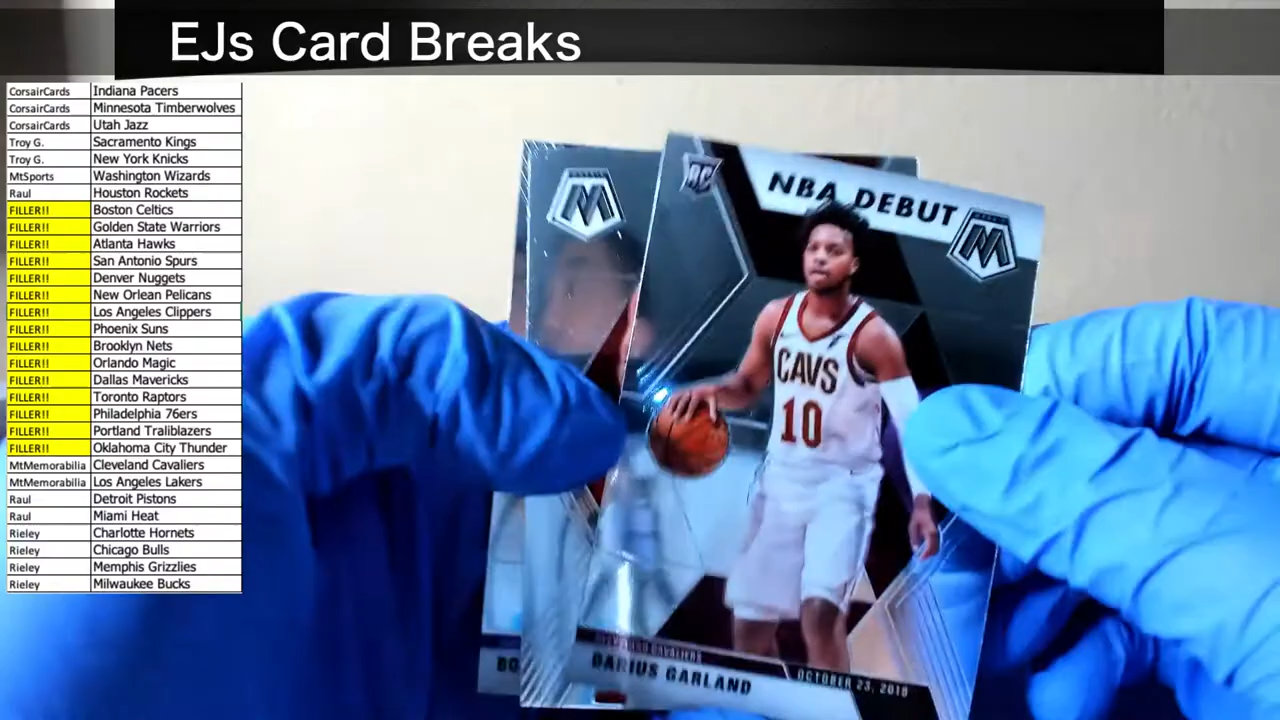 EJs Card Breaks
CorsairCards Indiana Pacers
CorsairCards Minnesota Timberwolves
CorsairCards Utah Jazz
Troy G. Sacramento Kings
Troy G. New York Knicks
MtSports Washington Wizards
Raul Houston Rockets
FILLER!! Boston Celtics
FILLER!! Golden State Warriors
FILLER!! Atlanta Hawks
FILLER!! San Antonio Spurs
FILLER!! Denver Nuggets
FILLER!! New Orlean Pelicans
FILLER!! Los Angeles Clippers
FILLER!! Phoenix Suns
FILLER!! Brooklyn Nets
FILLER!! Orlando Magic
FILLER!! Dallas Mavericks
FILLER!! Toronto Raptors
FILLER!! Philadelphia 76ers
FILLER!! Portland Trailblazers
FILLER!! Oklahoma City Thunder
MtMemorabilia Cleveland Cavaliers
MtMemorabilia Los Angeles Lakers
Raul Detroit Pistons
Raul Miami Heat
Rieley Charlotte Hornets
Rieley Chicago Bulls
Rieley Memphis Grizzlies
Rieley Milwaukee Bucks
RC
NBA DEBUT
M
M
CAVS
10
BO
DARIUS GARLAND
OCTOBER 23, 2019